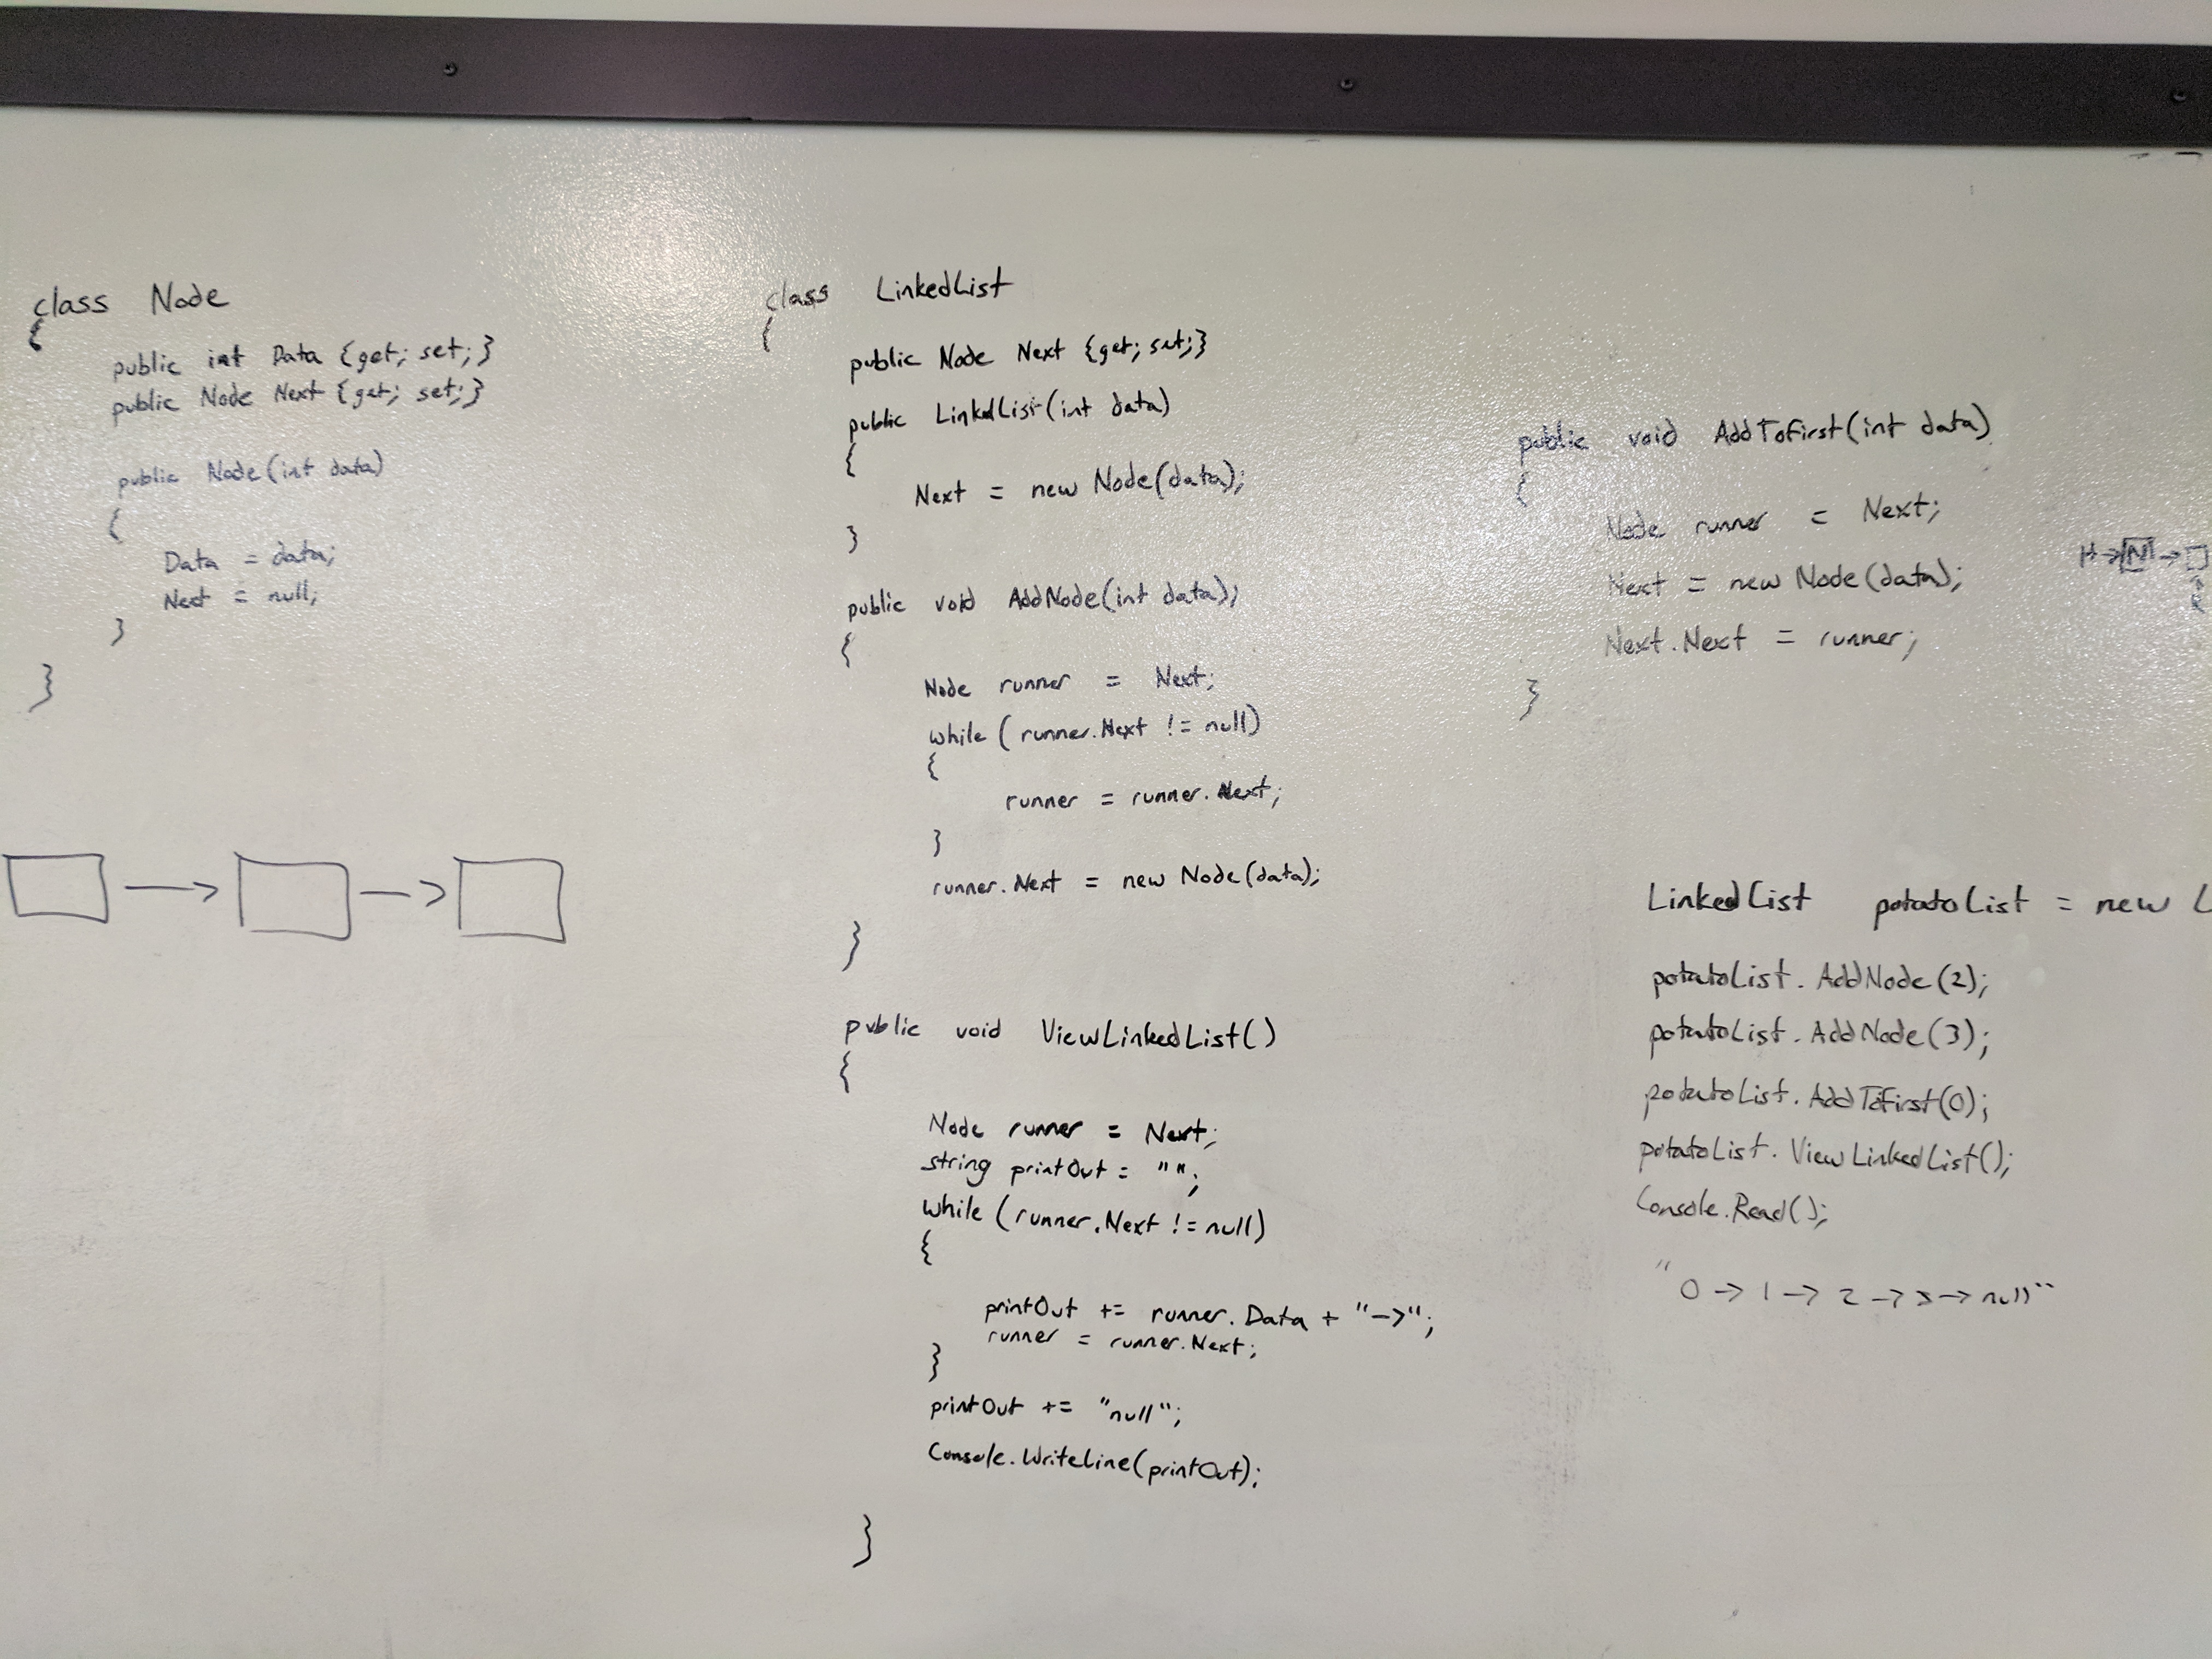 class Node
{
public int Data {get; set;}
public Node Next {get; set;}
public Node(int data)
{
Data = data;
Next = null;
}
}
class LinkedList
{
public Node Next {get; set;}
public LinkedList(int data)
{
Next = new Node(data);
}
public void AddNode(int data);
{
Node runner = Next;
while (runner.Next != null)
{
runner = runner.Next;
}
runner.Next = new Node(data);
}
public void ViewLinkedList()
{
Node runner = Next;
string printOut = "";
while (runner.Next != null)
{
printOut += runner.Data + "->";
runner = runner.Next;
}
printOut += "null";
Console.WriteLine(printOut);
}
public void AddToFirst(int data)
{
Node runner = Next;
Next = new Node(data);
Next.Next = runner;
}
H→N→
LinkedList potatoList = new L
potatoList.AddNode(2);
potatoList.AddNode(3);
potatoList.AddToFirst(0);
potatoList.ViewLinkedList();
Console.Read();
"0 → 1 → 2 → 3 → null"